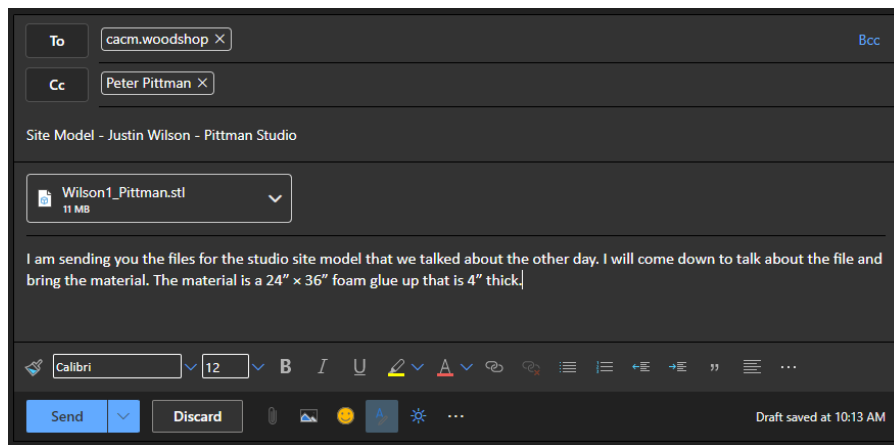 To cacm.woodshop Bcc
Cc Peter Pittman
Site Model - Justin Wilson - Pittman Studio
Wilson1_Pittman.stl
11 MB
I am sending you the files for the studio site model that we talked about the other day. I will come down to talk about the file and
bring the material. The material is a 24” × 36” foam glue up that is 4” thick.
Calibri 12 B I U A
Send Discard Draft saved at 10:13 AM